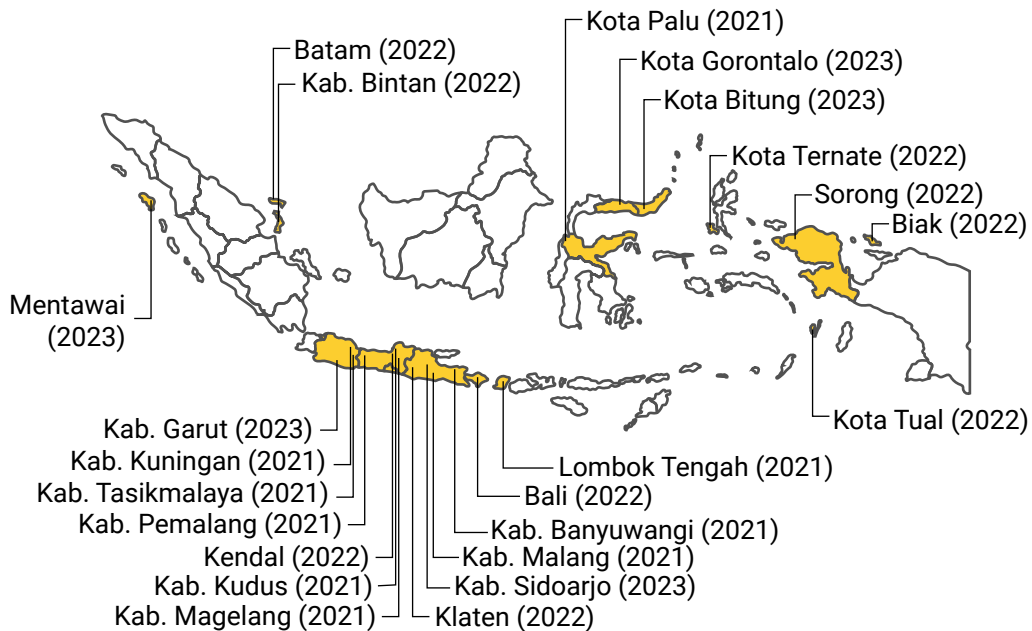 Kota Palu (2021)
Batam (2022)
Kota Gorontalo (2023)
Kab. Bintan (2022)
Kota Bitung (2023)
Kota Ternate (2022)
Sorong (2022)
Biak (2022)
Mentawai
(2023)
Kota Tual (2022)
Kab. Garut (2023)
Kab. Kuningan (2021)
Lombok Tengah (2021)
Kab. Tasikmalaya (2021)
Bali (2022)
Kab. Pemalang (2021)
Kab. Banyuwangi (2021)
Kendal (2022)
Kab. Malang (2021)
Kab. Kudus (2021)
Kab. Sidoarjo (2023)
Kab. Magelang (2021)
Klaten (2022)